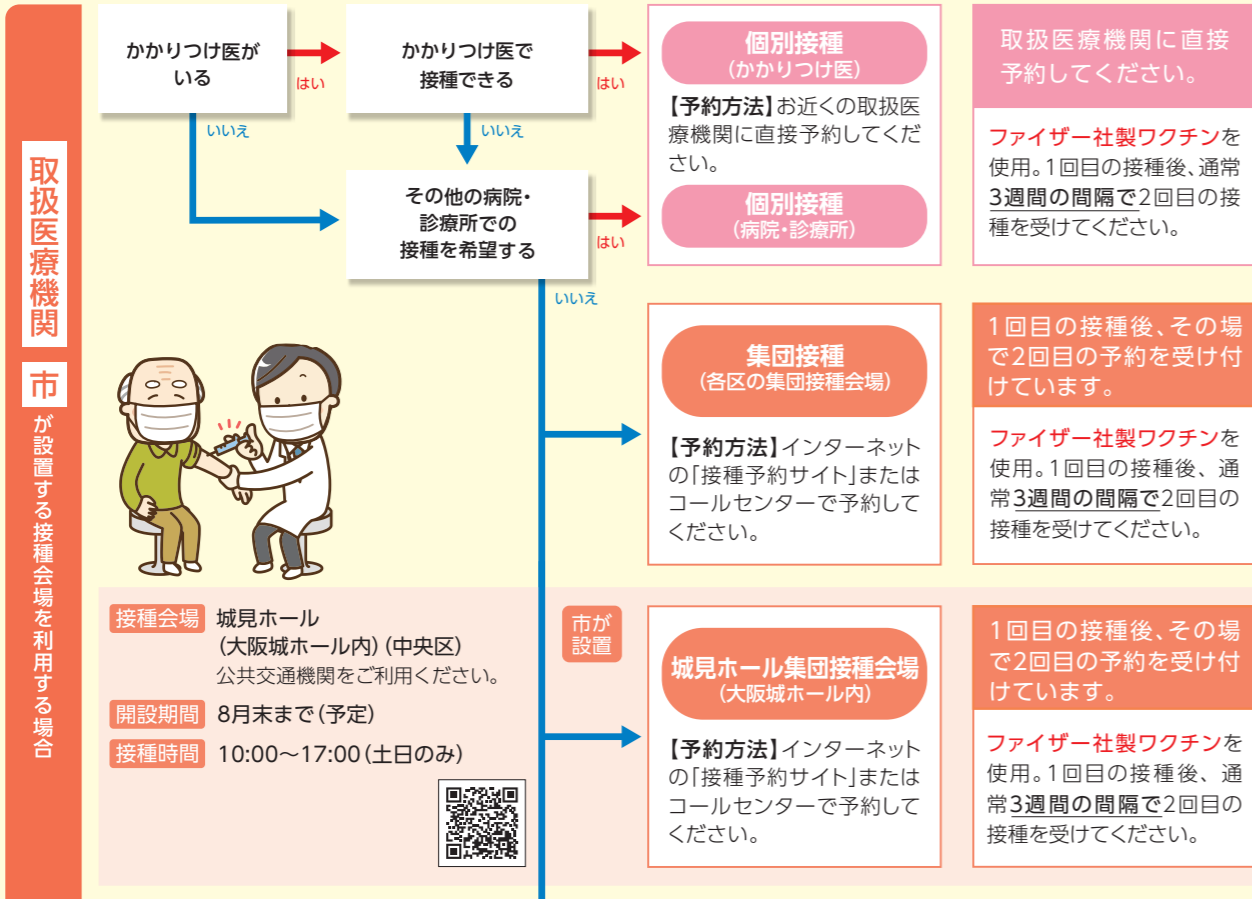 取扱医療機関
市
が設置する接種会場を利用する場合
かかりつけ医が
いる
はい
いいえ
かかりつけ医で
接種できる
はい
いいえ
その他の病院・
診療所での
接種を希望する
はい
いいえ
個別接種
(かかりつけ医)
【予約方法】お近くの取扱医
療機関に直接予約してくだ
さい。
個別接種
(病院・診療所)
取扱医療機関に直接
予約してください。
ファイザー社製ワクチンを
使用。1回目の接種後、通常
3週間の間隔で2回目の接
種を受けてください。
集団接種
(各区の集団接種会場)
【予約方法】インターネット
の「接種予約サイト」または
コールセンターで予約して
ください。
1回目の接種後、その場
で2回目の予約を受け付
けています。
ファイザー社製ワクチンを
使用。1回目の接種後、通
常3週間の間隔で2回目の
接種を受けてください。
接種会場 城見ホール
(大阪城ホール内)(中央区)
公共交通機関をご利用ください。
開設期間 8月末まで(予定)
接種時間 10:00～17:00(土日のみ)
市が
設置
城見ホール集団接種会場
(大阪城ホール内)
【予約方法】インターネット
の「接種予約サイト」または
コールセンターで予約して
ください。
1回目の接種後、その場
で2回目の予約を受け付
けています。
ファイザー社製ワクチンを
使用。1回目の接種後、通
常3週間の間隔で2回目の
接種を受けてください。